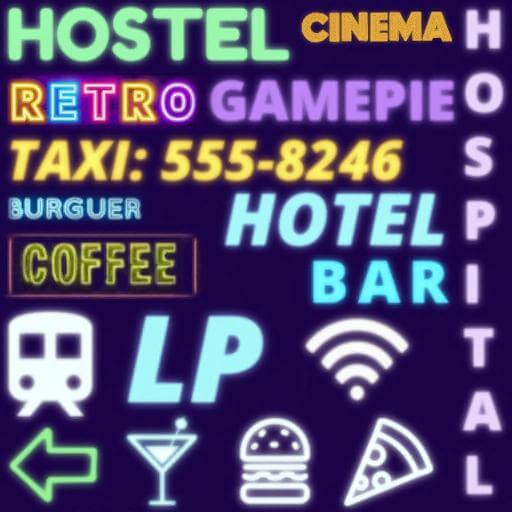 HOSTEL
CINEMA
RETRO
GAMEPIE
TAXI: 555-8246
BURGUER
HOTEL
COFFEE
BAR
LP
HOSPITAL